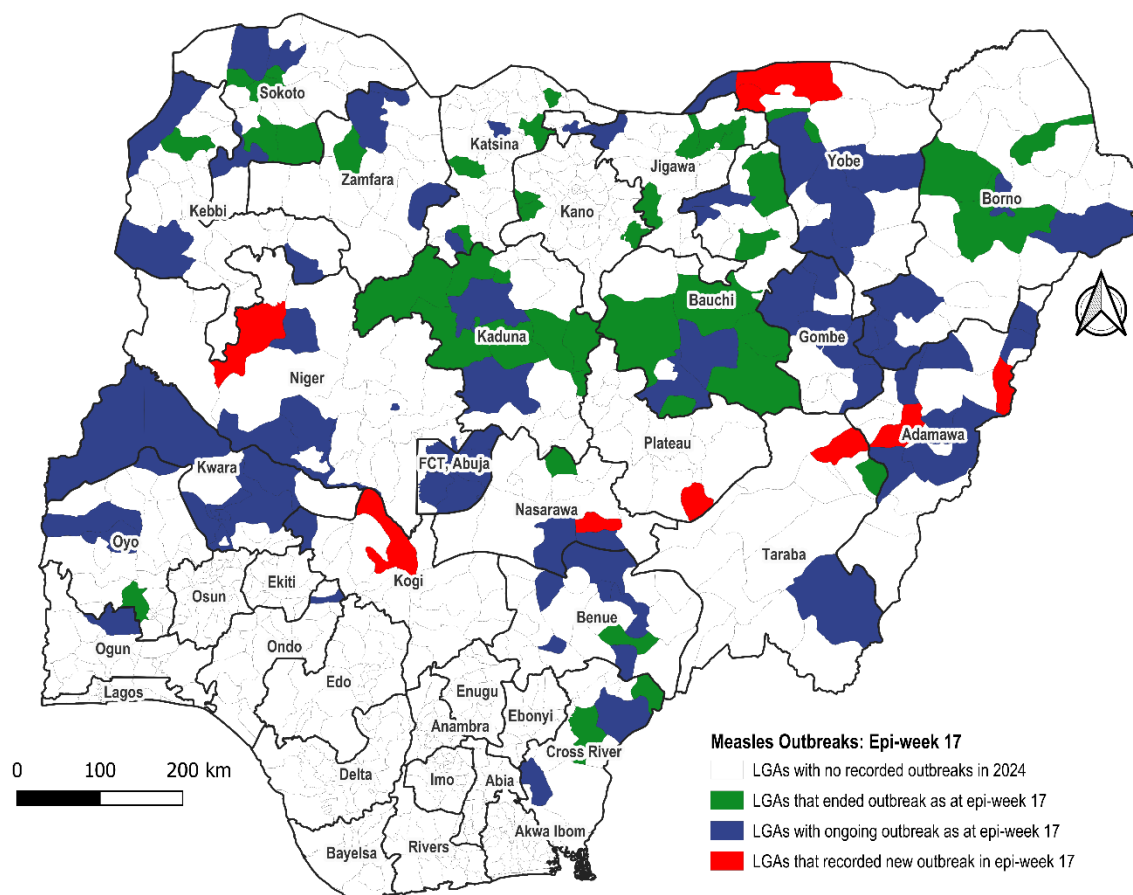 Sokoto
Katsina
Jigawa
Yobe
Borno
Zamfara
Kano
Kebbi
Bauchi
Kaduna
Gombe
Niger
Adamawa
Plateau
FCT, Abuja
Kwara
Nasarawa
Oyo
Taraba
Kogi
Ekiti
Osun
Benue
Ogun
Ondo
Edo
Lagos
Enugu
Anambra
Ebonyi
Cross River
Delta
Imo
Abia
Akwa Ibom
Bayelsa
Rivers
0 100 200 km
Measles Outbreaks: Epi-week 17
LGAs with no recorded outbreaks in 2024
LGAs that ended outbreak as at epi-week 17
LGAs with ongoing outbreak as at epi-week 17
LGAs that recorded new outbreak in epi-week 17